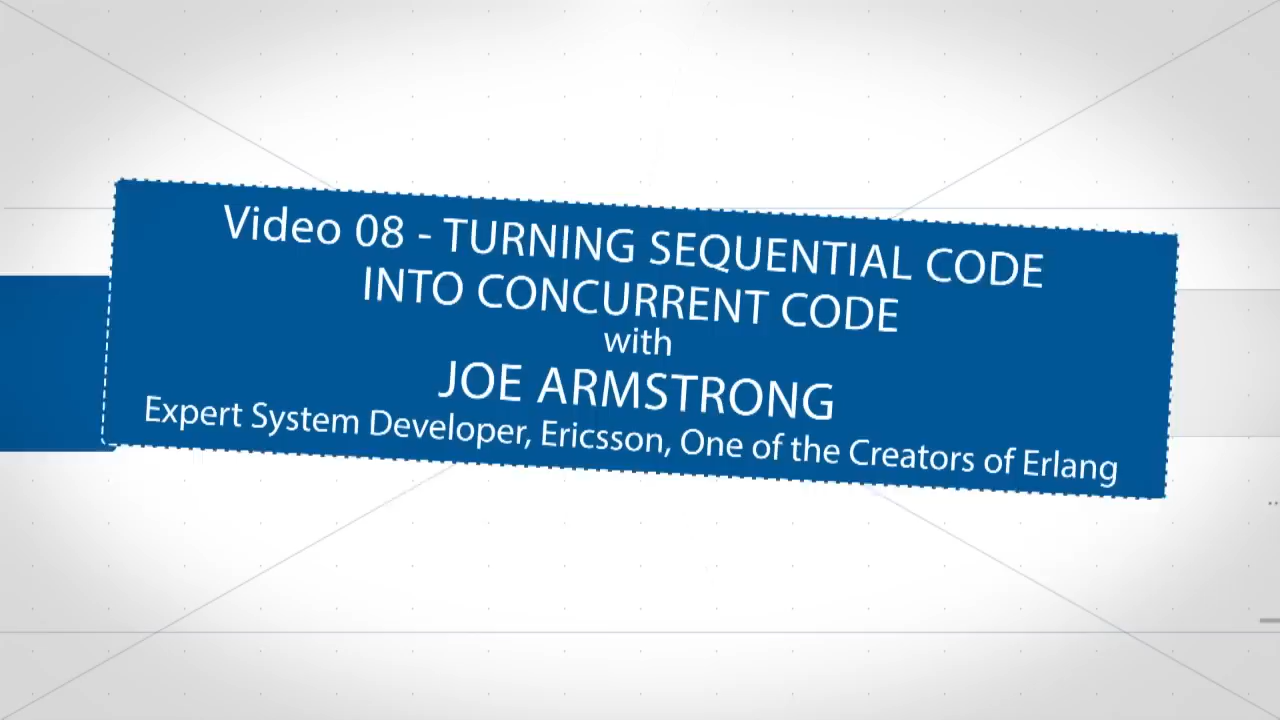 Video 08 - TURNING SEQUENTIAL CODE
INTO CONCURRENT CODE
with
JOE ARMSTRONG
Expert System Developer, Ericsson, One of the Creators of Erlang